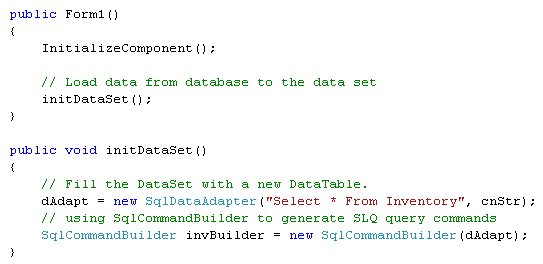 public Form1()
{
    InitializeComponent();

    // Load data from database to the data set
    initDataSet();
}

public void initDataSet()
{
    // Fill the DataSet with a new DataTable.
    dAdapt = new SqlDataAdapter("Select * From Inventory", cnStr);
    // using SqlCommandBuilder to generate SLQ query commands
    SqlCommandBuilder invBuilder = new SqlCommandBuilder(dAdapt);
}